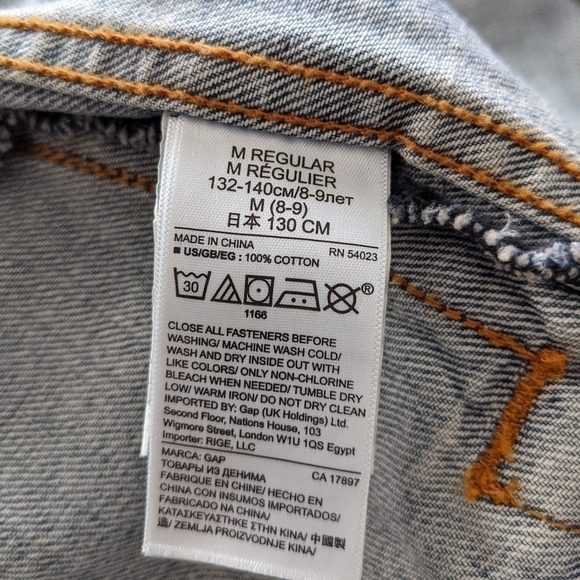 M REGULAR
M RÉGULIER
132-140см/8-9лет
M (8-9)
日本 130 CM
MADE IN CHINA RN 54023
■ US/GB/EG : 100% COTTON
30 ®
1166
CLOSE ALL FASTENERS BEFORE
WASHING/ MACHINE WASH COLD/
WASH AND DRY INSIDE OUT WITH
LIKE COLORS/ ONLY NON-CHLORINE
BLEACH WHEN NEEDED/ TUMBLE DRY
LOW/ WARM IRON/ DO NOT DRY CLEAN
IMPORTED BY: Gap (UK Holdings) Ltd.
Second Floor, Nations House, 103
Wigmore Street, London W1U 1QS Egypt
Importer: RIGE, LLC
MARCA: GAP CA 17897
ТОВАРЫ ИЗ ДЕНИМА
FABRIQUE EN CHINE/ HECHO EN
CHINA CON INSUMOS IMPORTADOS/
FABRICADO NA CHINA/
ΚΑΤΑΣΚΕΥΑΣΤΗΚΕ ΣΤΗΝ ΚΙΝΑ/ 中國製
造/ ZEMLJA PROIZVODNJE KINA/